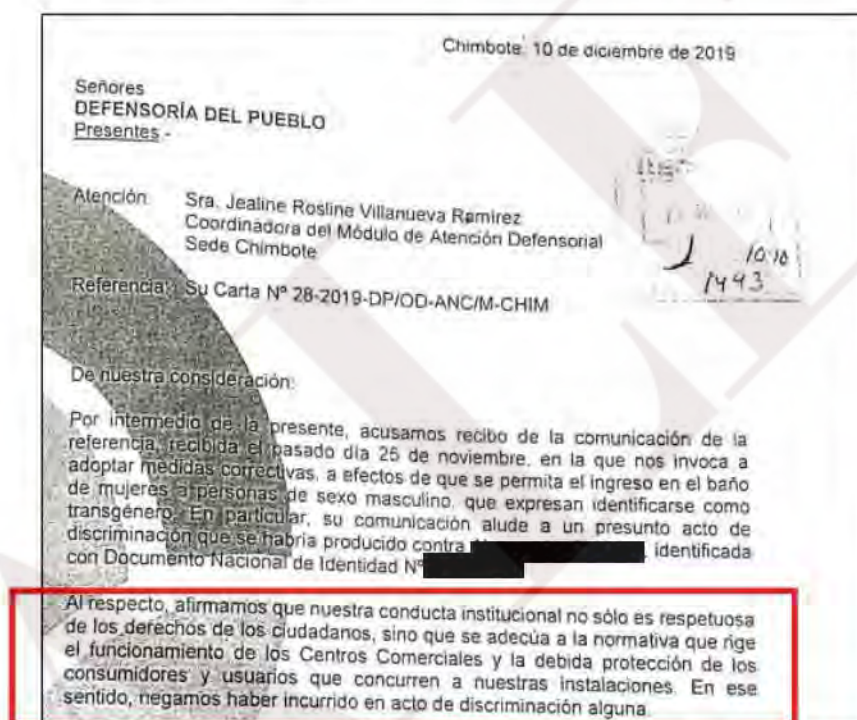 Chimbote, 10 de diciembre de 2019
Señores
DEFENSORÍA DEL PUEBLO
Presentes.-
Atención: Sra. Jealine Rosline Villanueva Ramirez
Coordinadora del Módulo de Atención Defensorial
Sede Chimbote
10:10
1443
Referencia: Su Carta Nº 28-2019-DP/OD-ANC/M-CHIM
De nuestra consideración:
Por intermedio de la presente, acusamos recibo de la comunicación de la
referencia, recibida el pasado día 25 de noviembre, en la que nos invoca a
adoptar medidas correctivas, a efectos de que se permita el ingreso en el baño
de mujeres a personas de sexo masculino, que expresan identificarse como
transgénero. En particular, su comunicación alude a un presunto acto de
discriminación que se habría producido contra , identificada
con Documento Nacional de Identidad Nº
Al respecto, afirmamos que nuestra conducta institucional no sólo es respetuosa
de los derechos de los ciudadanos, sino que se adecúa a la normativa que rige
el funcionamiento de los Centros Comerciales y la debida protección de los
consumidores y usuarios que concurren a nuestras instalaciones. En ese
sentido, negamos haber incurrido en acto de discriminación alguna.